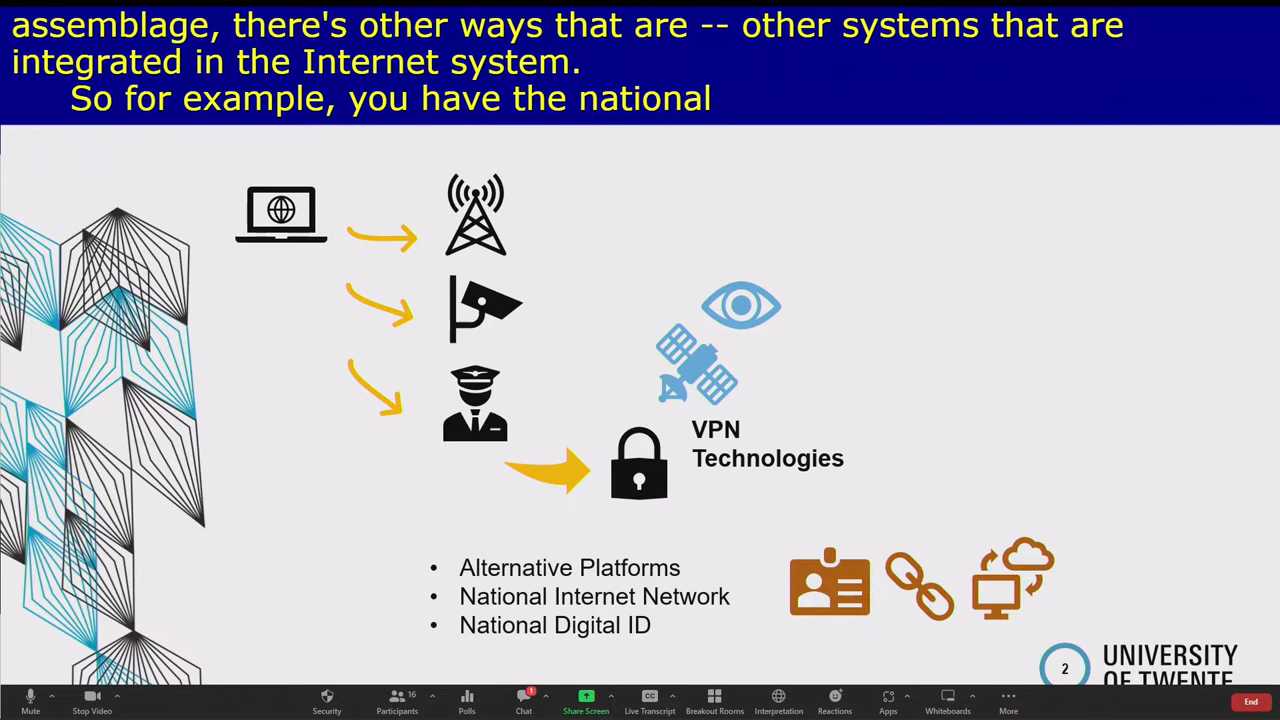 assemblage, there's other ways that are -- other systems that are
integrated in the Internet system.
So for example, you have the national
VPN
Technologies
• Alternative Platforms
• National Internet Network
• National Digital ID
2
UNIVERSITY
OF TWENTE
16
1
CC
Mute
Stop Video
Security
Participants
Polls
Chat
Share Screen
Live Transcript
Breakout Rooms
Interpretation
Reactions
Apps
Whiteboards
More
End